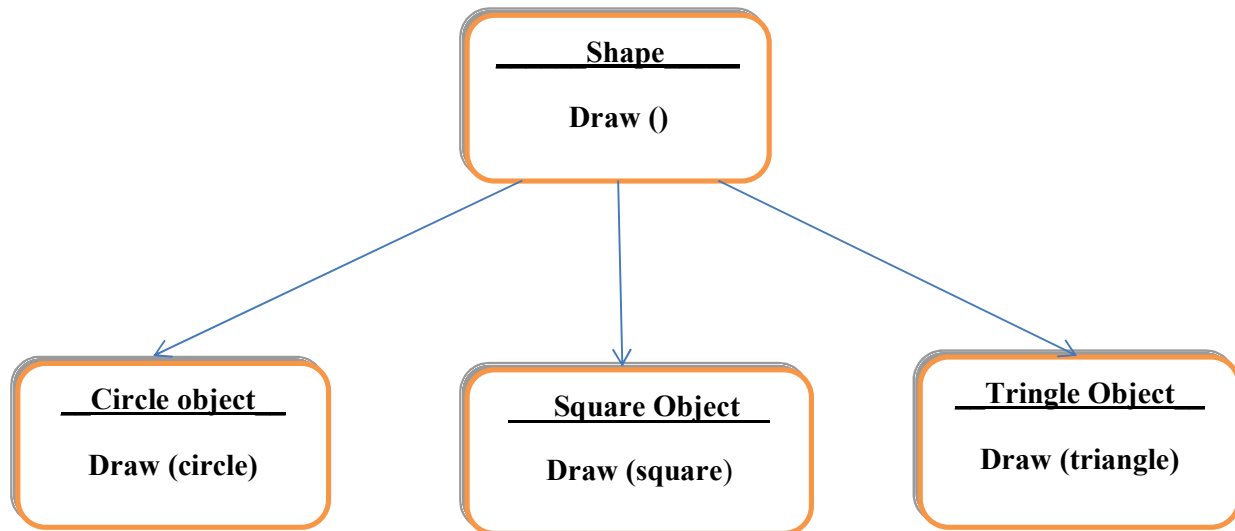 Shape
Draw ()
Circle object
Draw (circle)
Square Object
Draw (square)
Tringle Object
Draw (triangle)